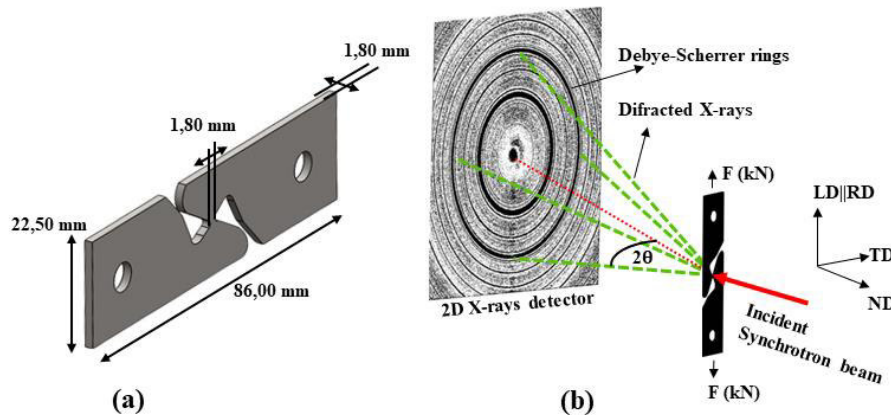 1,80 mm
1,80 mm
22,50 mm
86,00 mm
(a)
Debye-Scherrer rings
Difracted X-rays
F (kN)
LD||RD
TD
ND
2θ
2D X-rays detector
Incident
Synchrotron beam
F (kN)
(b)